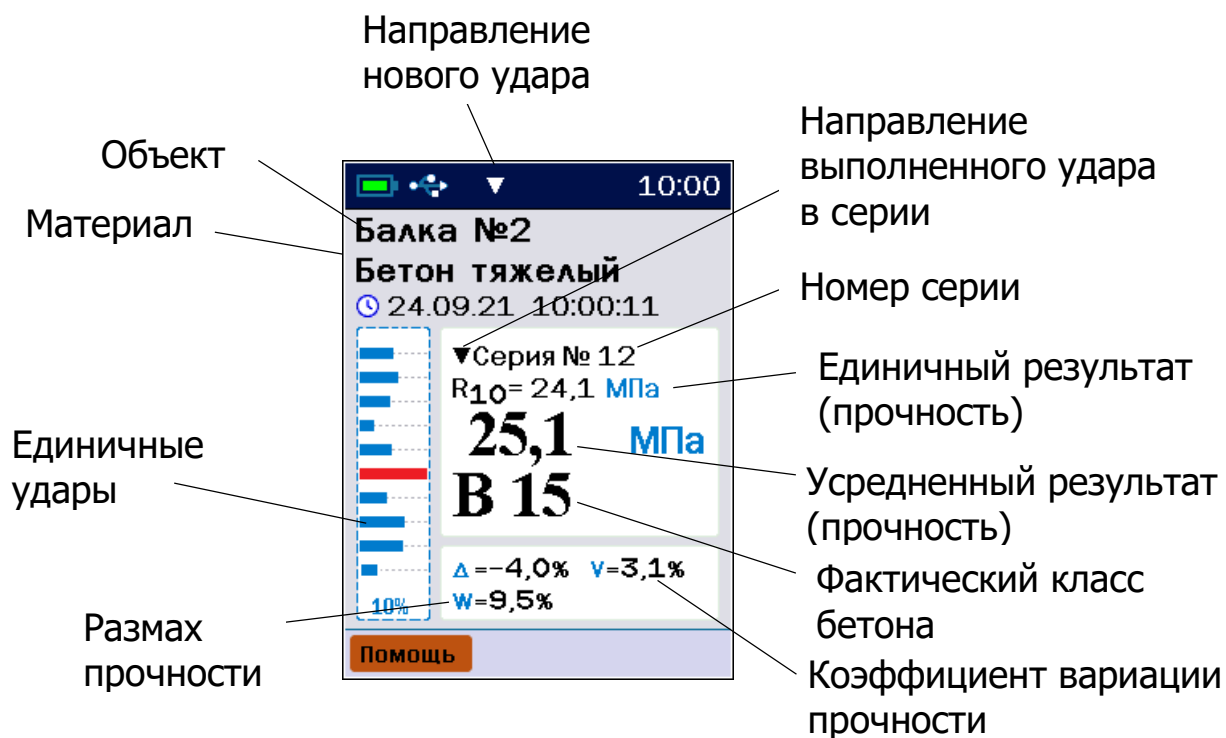 Направление
нового удара
Объект
Материал
Направление
выполненного удара
в серии
10:00
Балка №2
Бетон тяжелый
24.09.21 10:00:11
Номер серии
▼Серия № 12
R10= 24,1 МПа
Единичный результат
(прочность)
25,1 МПа
Единичные
удары
Усредненный результат
(прочность)
B 15
Фактический класс
бетона
Δ =−4,0% V=3,1%
10% W=9,5%
Размах
прочности
Помощь
Коэффициент вариации
прочности